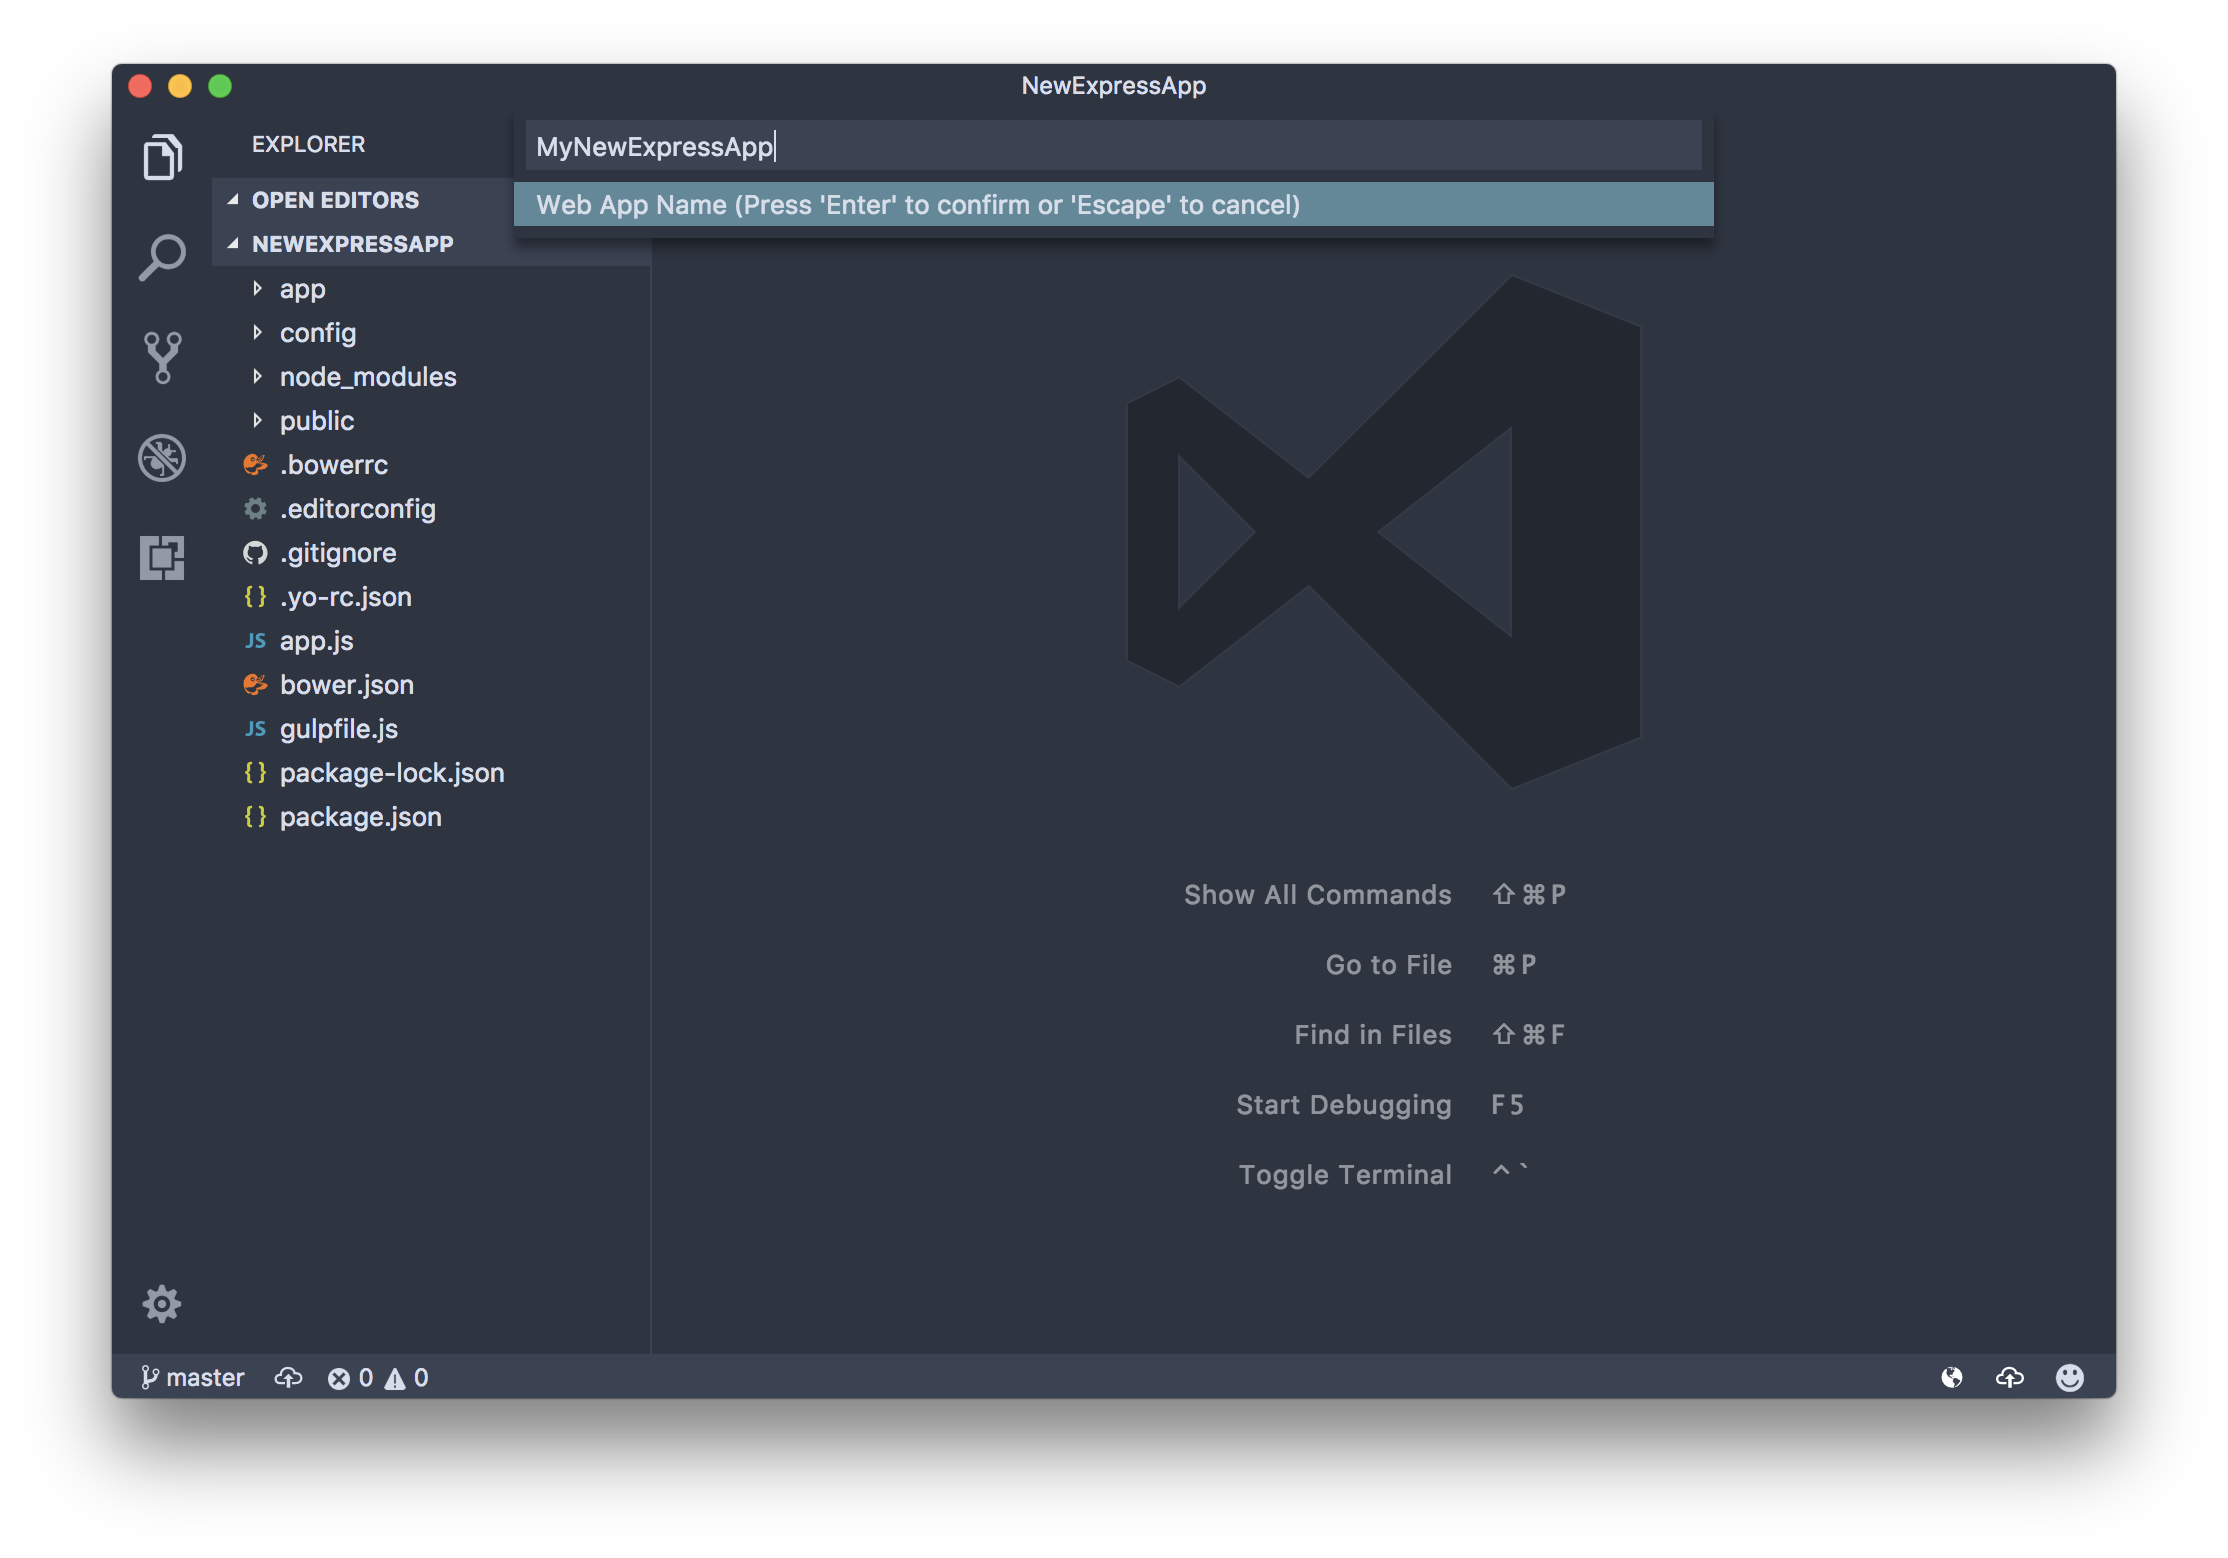 NewExpressApp
EXPLORER
MyNewExpressApp
Web App Name (Press 'Enter' to confirm or 'Escape' to cancel)
OPEN EDITORS
NEWEXPRESSAPP
app
config
node_modules
public
.bowerrc
.editorconfig
.gitignore
{} .yo-rc.json
JS app.js
bower.json
JS gulpfile.js
{} package-lock.json
{} package.json
Show All Commands ⇧⌘P
Go to File ⌘P
Find in Files ⇧⌘F
Start Debugging F5
Toggle Terminal ^`
master 0 0